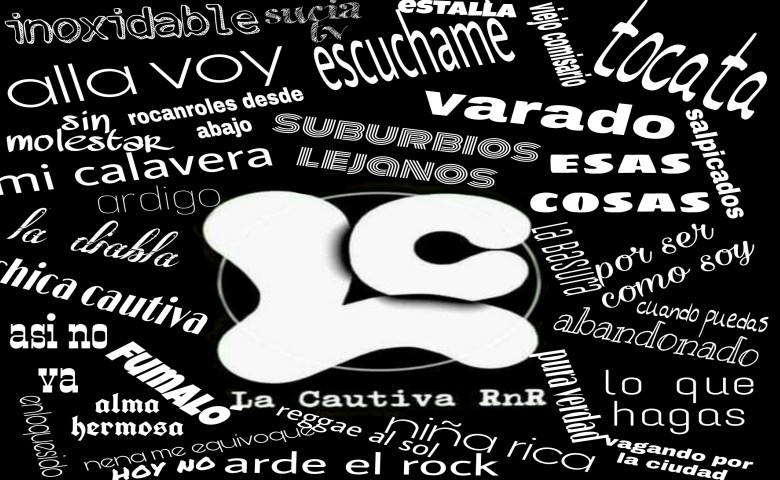 inoxidable
sucia
tv
ESTALLA
viejo comisario
tocata
alla voy
escuchame
sin
molestar
rocanroles desde
abajo
varado
SUBURBIOS
LEJANOS
salpicados
ESAS
COSAS
mi calavera
ardigo
LC
la diabla
la basura
por ser
como soy
chica cautiva
cuando puedas
abandonado
asi no
va
FUMALO
La Cautiva RnR
pura verdad
lo que
hagas
alma
hermosa
enloquesido
reggae al sol
niña rica
nena me equivoque
HOY NO
arde el rock
vagando por
la ciudad